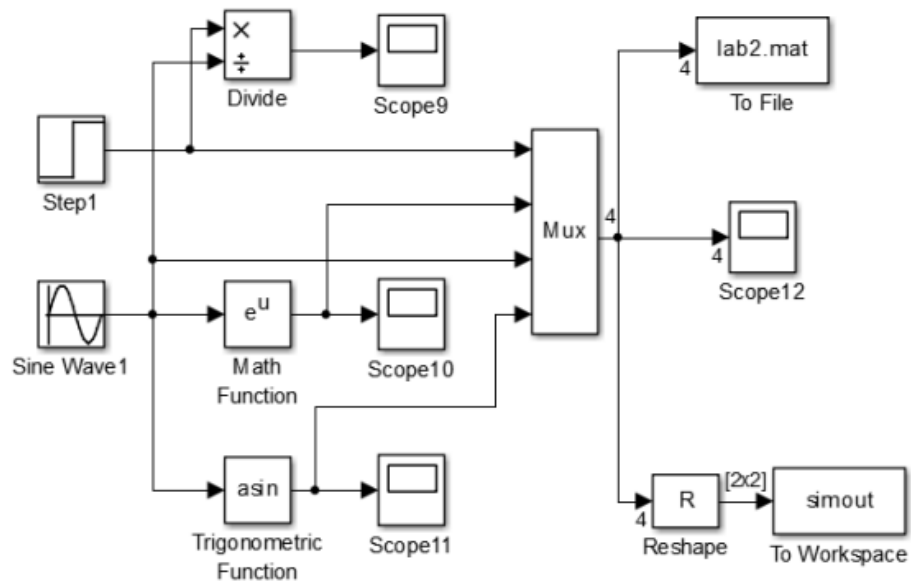 ×
÷
Divide
Scope9
lab2.mat
4
To File
Step1
Mux
4
4
Scope12
Sine Wave1
e^u
Math
Function
Scope10
asin
Trigonometric
Function
Scope11
4
R
Reshape
[2x2]
simout
To Workspace